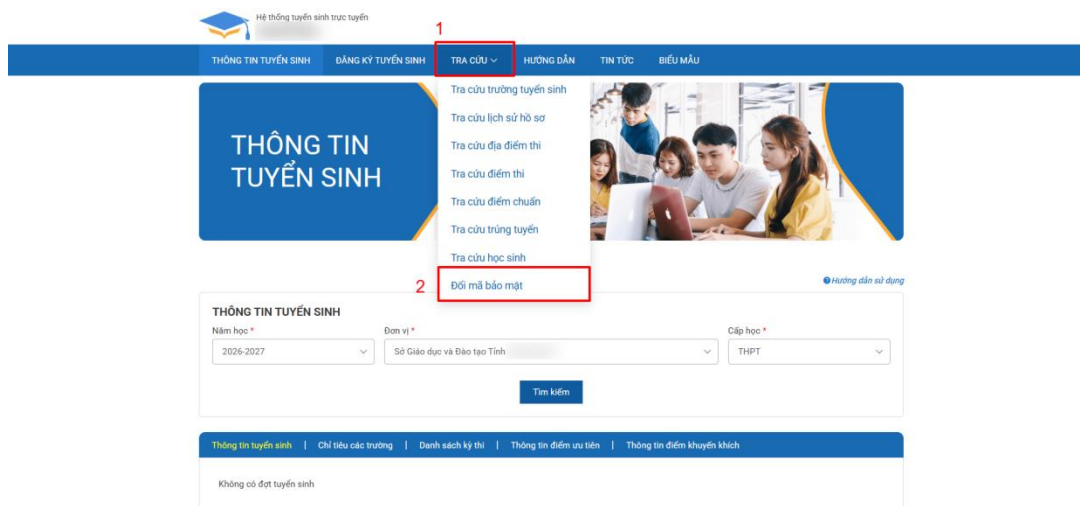 Hệ thống tuyển sinh trực tuyến
1
THÔNG TIN TUYỂN SINH ĐĂNG KÝ TUYỂN SINH TRA CỨU HƯỚNG DẪN TIN TỨC BIỂU MẪU
Tra cứu trường tuyển sinh
Tra cứu lịch sử hồ sơ
Tra cứu địa điểm thi
Tra cứu điểm thi
Tra cứu điểm chuẩn
Tra cứu trúng tuyển
Tra cứu học sinh
2 Đổi mã bảo mật
THÔNG TIN
TUYỂN SINH
Hướng dẫn sử dụng
THÔNG TIN TUYỂN SINH
Năm học * Đơn vị * Cấp học *
2026-2027 Sở Giáo dục và Đào tạo Tỉnh THPT
Tìm kiếm
Thông tin tuyển sinh | Chỉ tiêu các trường | Danh sách kỳ thi | Thông tin điểm ưu tiên | Thông tin điểm khuyến khích
Không có đợt tuyển sinh